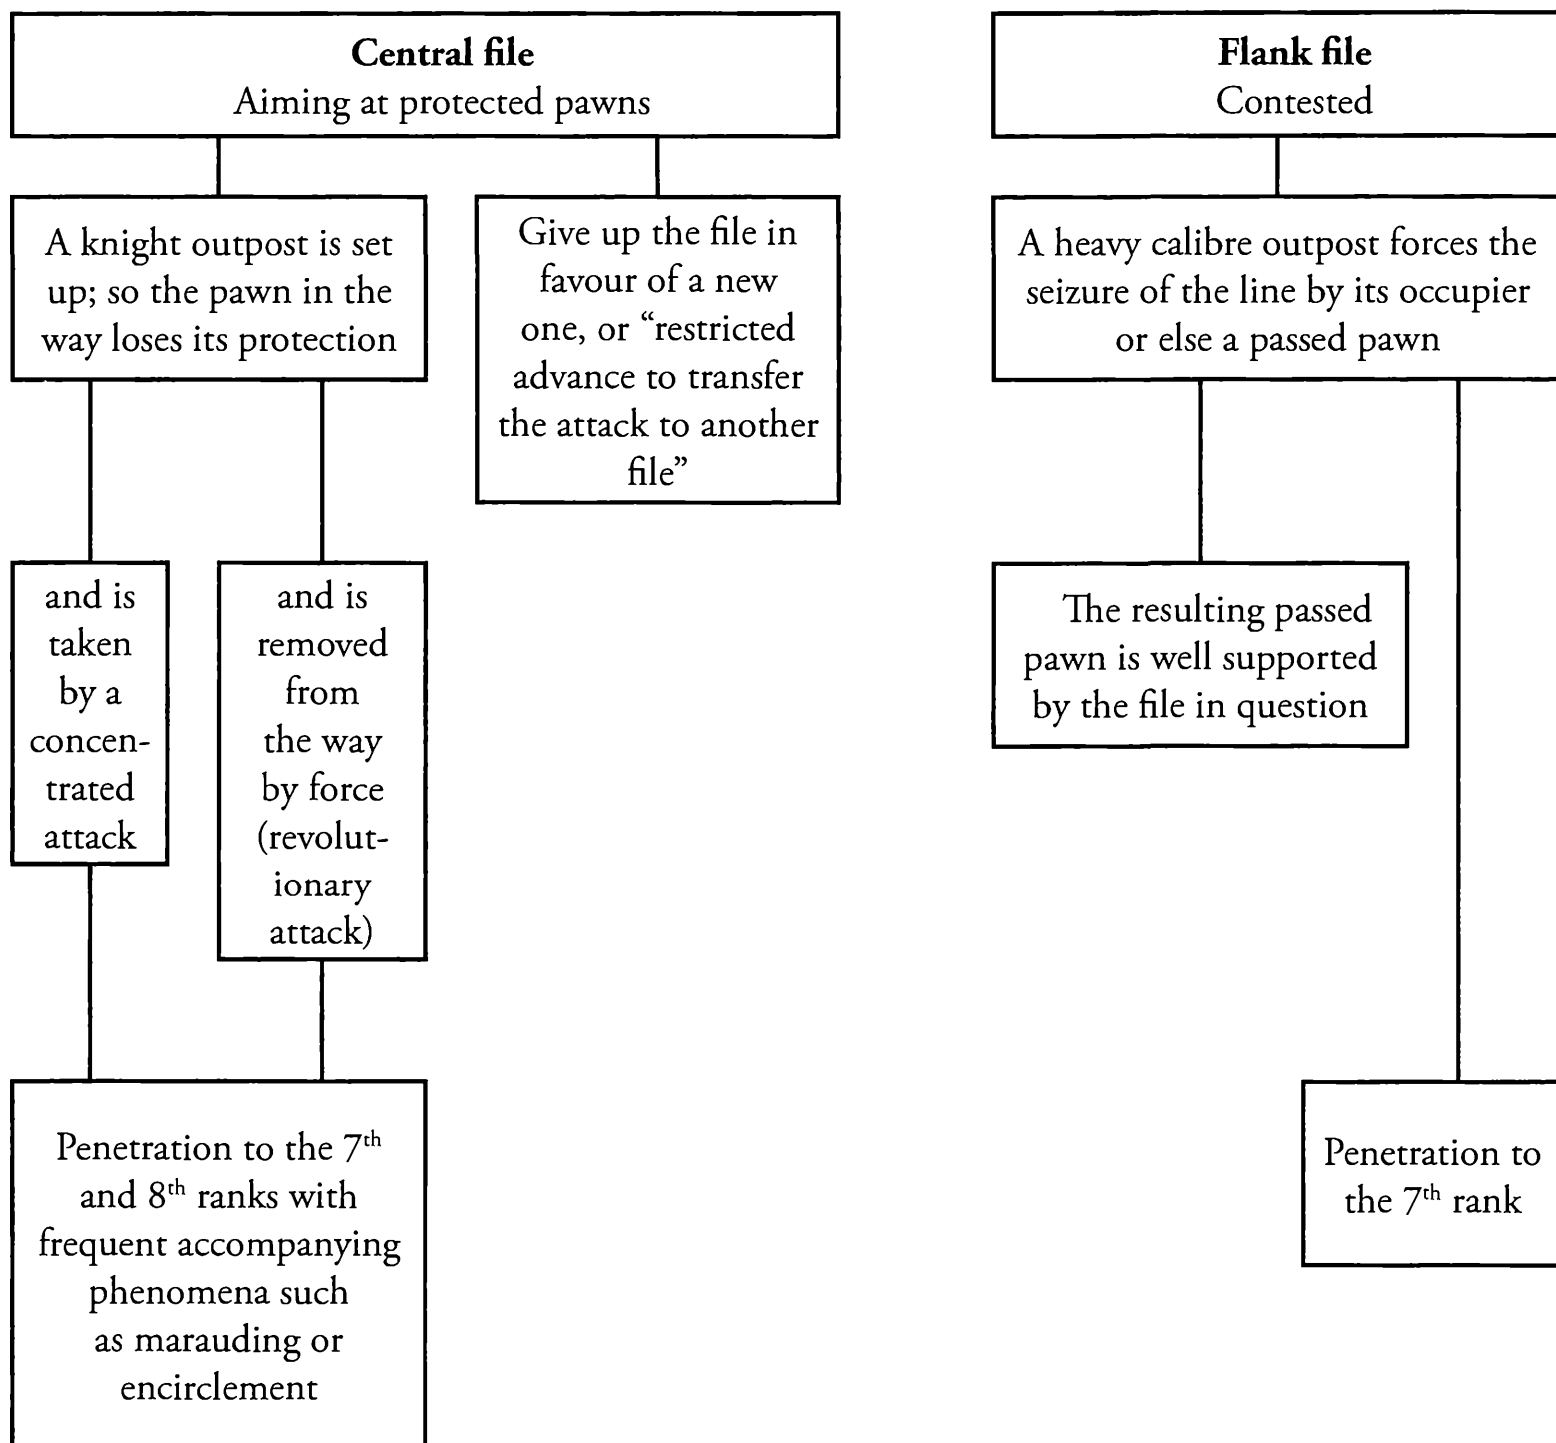 Central file
Aiming at protected pawns
A knight outpost is set
up; so the pawn in the
way loses its protection
Give up the file in
favour of a new
one, or “restricted
advance to transfer
the attack to another
file”
and is
taken
by a
concen-
trated
attack
and is
removed
from
the way
by force
(revolut-
ionary
attack)
Penetration to the 7th
and 8th ranks with
frequent accompanying
phenomena such
as marauding or
encirclement
Flank file
Contested
A heavy calibre outpost forces the
seizure of the line by its occupier
or else a passed pawn
The resulting passed
pawn is well supported
by the file in question
Penetration to
the 7th rank